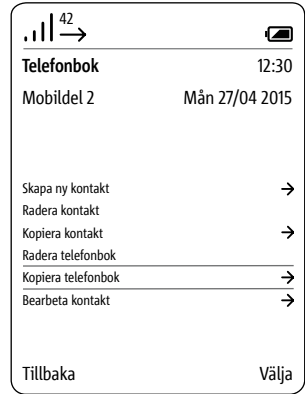 42
Telefonbok 12:30
Mobildel 2 Mån 27/04 2015
Skapa ny kontakt
Radera kontakt
Kopiera kontakt
Radera telefonbok
Kopiera telefonbok
Bearbeta kontakt
Tillbaka Välja